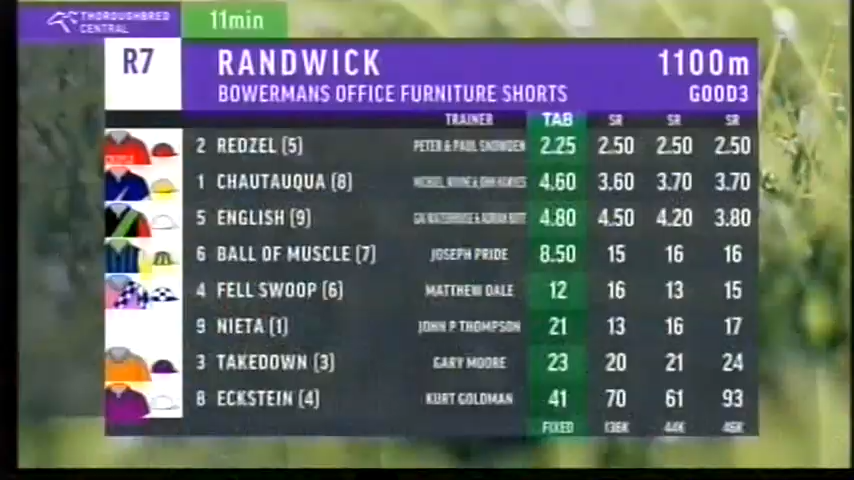 THOROUGHBRED CENTRAL
11min
R7 RANDWICK 1100m
BOWERMANS OFFICE FURNITURE SHORTS GOOD3
TRAINER TAB SR SR SR
2 REDZEL (5) PETER & PAUL SNOWDEN 2.25 2.50 2.50 2.50
1 CHAUTAUQUA (8) 4.60 3.60 3.70 3.70
5 ENGLISH (9) 4.80 4.50 4.20 3.80
6 BALL OF MUSCLE (7) JOSEPH PRIDE 8.50 15 16 16
4 FELL SWOOP (6) MATTHEW DALE 12 16 13 15
9 NIETA (1) JOHN P THOMPSON 21 13 16 17
3 TAKEDOWN (3) GARY MOORE 23 20 21 24
8 ECKSTEIN (4) KURT GOLDMAN 41 70 61 93
FIXED 136K 44K 46K